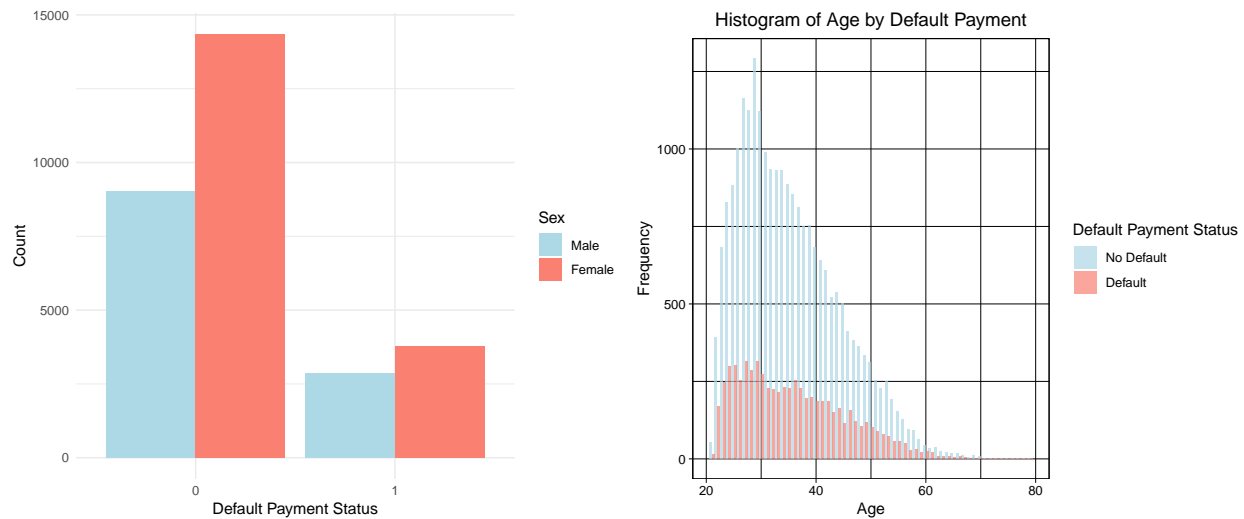 15000
10000
5000
0
Count
0
1
Default Payment Status
Sex
Male
Female
Histogram of Age by Default Payment
1000
500
0
Frequency
20
40
60
80
Age
Default Payment Status
No Default
Default